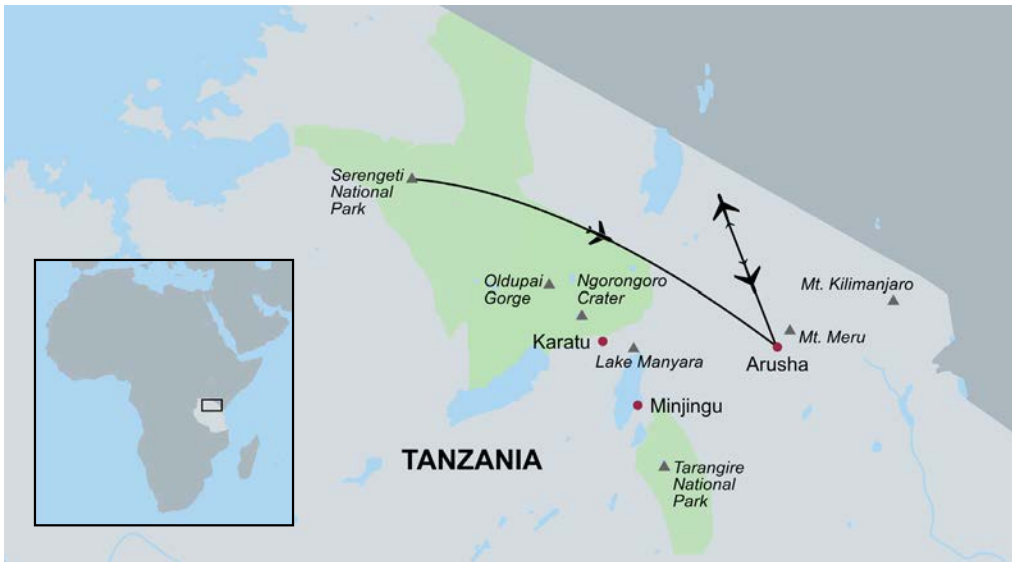 Serengeti
National
Park
Oldupai
Gorge
Ngorongoro
Crater
Mt. Kilimanjaro
Mt. Meru
Karatu
Lake Manyara
Arusha
Minjingu
TANZANIA
Tarangire
National
Park